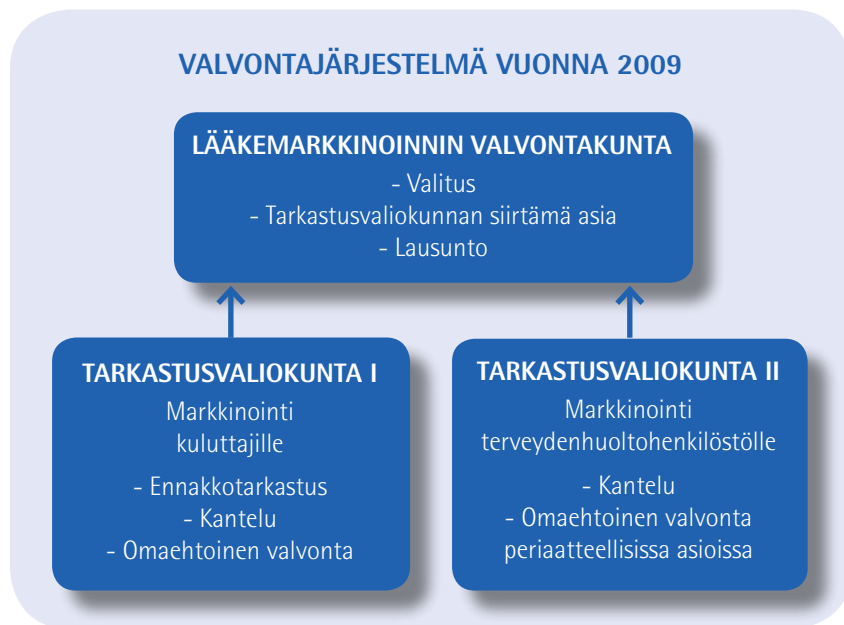 VALVONTAJÄRJESTELMÄ VUONNA 2009
LÄÄKEMARKKINOINNIN VALVONTAKUNTA
- Valitus
- Tarkastusvaliokunnan siirtämä asia
- Lausunto
TARKASTUSVALIOKUNTA I
Markkinointi
kuluttajille
- Ennakkotarkastus
- Kantelu
- Omaehtoinen valvonta
TARKASTUSVALIOKUNTA II
Markkinointi
terveydenhuoltohenkilöstölle
- Kantelu
- Omaehtoinen valvonta
periaatteellisissa asioissa